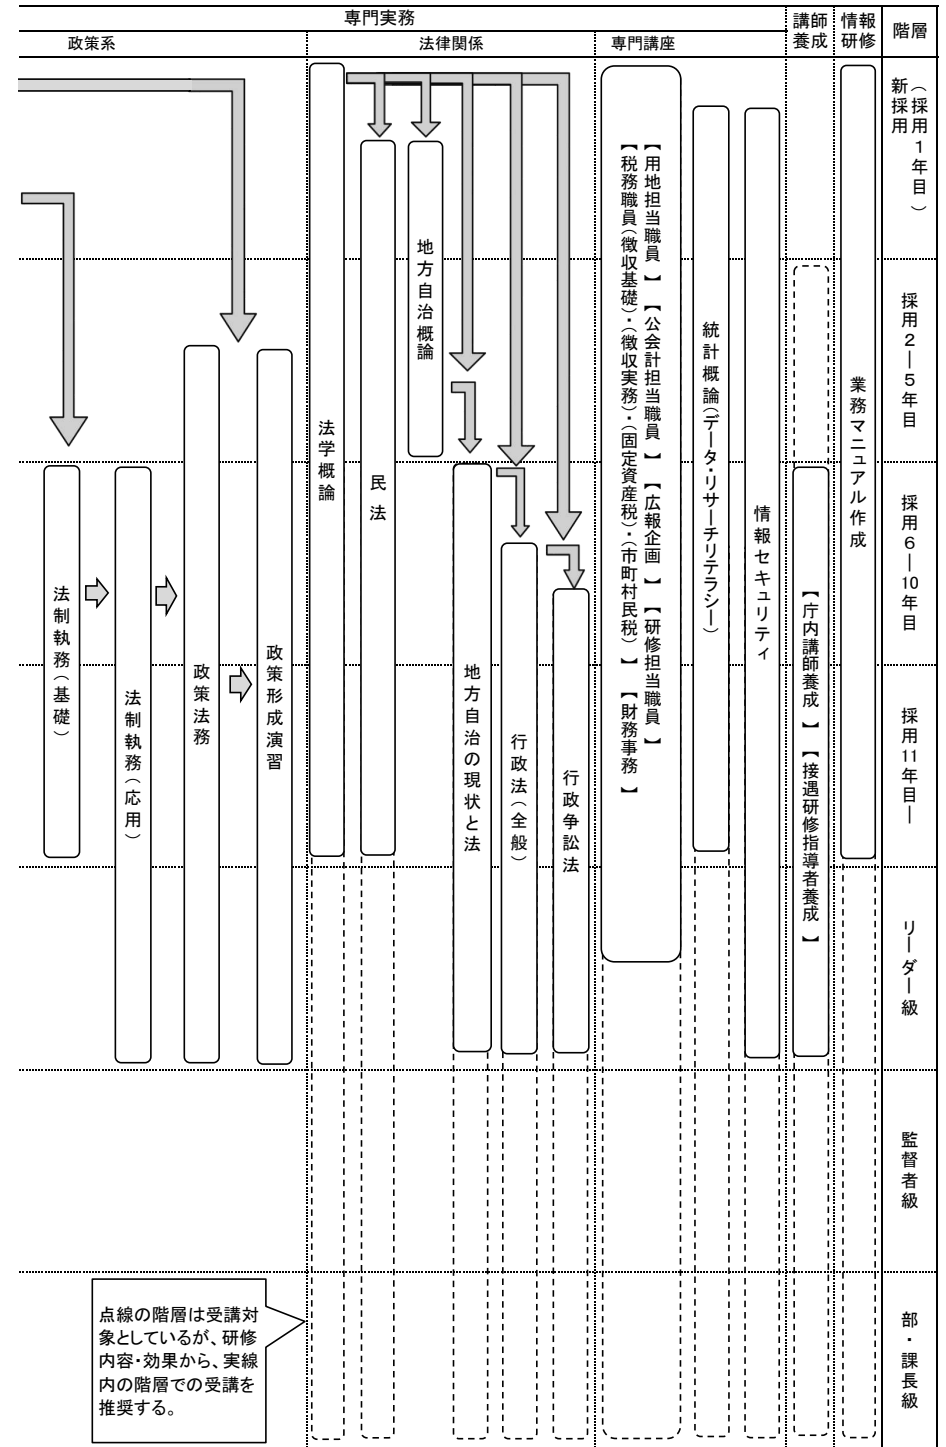 専門実務
講師養成
情報研修
階層
政策系
法律関係
専門講座
新採用（採用１年目）
採用２―５年目
採用６―10年目
採用11年目―
リーダー級
監督者級
部・課長級
業務マニュアル作成
【庁内講師養成】【接遇研修指導者養成】
情報セキュリティ
統計概論（データ・リサーチリテラシー）
【用地担当職員】【公会計担当職員】【広報企画】【研修担当職員】
【税務職員（徴収基礎）・（徴収実務）・（固定資産税）・（市町村民税）】【財務事務】
行政争訟法
行政法（全般）
地方自治の現状と法
地方自治概論
民法
法学概論
政策形成演習
政策法務
法制執務（応用）
法制執務（基礎）
点線の階層は受講対
象としているが、研修
内容・効果から、実線
内の階層での受講を
推奨する。